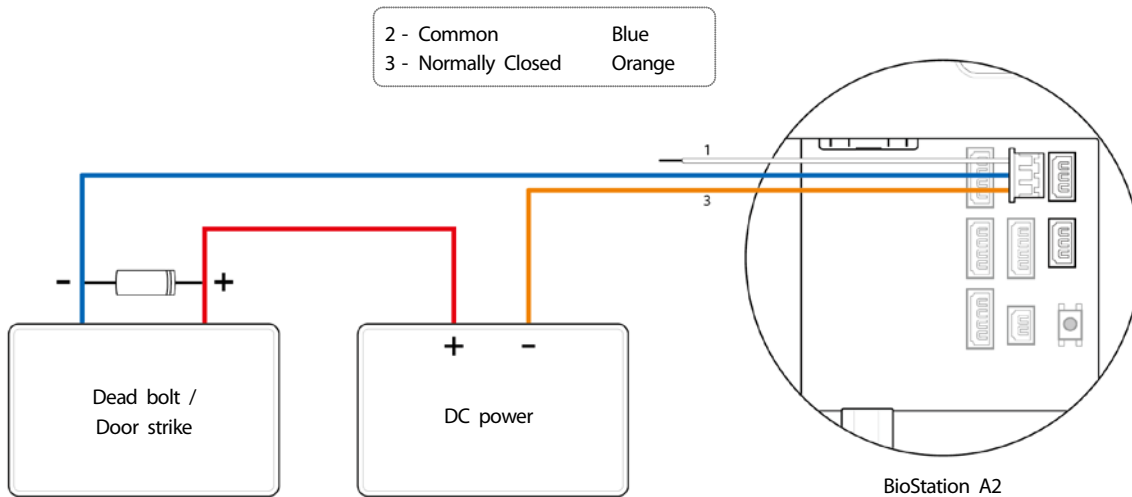 2 - Common Blue
3 - Normally Closed Orange
1
3
- +
+ -
Dead bolt /
Door strike
DC power
BioStation A2